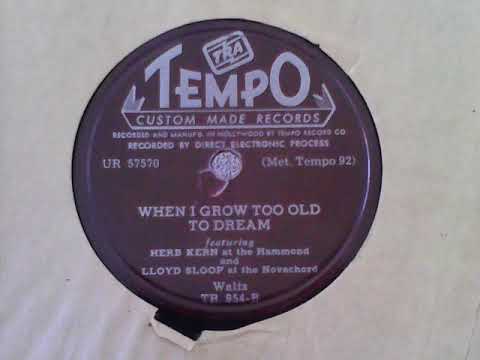 TRA
TEMPO
CUSTOM MADE RECORDS
RECORDED AND MANUF'G. IN HOLLYWOOD BY TEMPO RECORD CO.
RECORDED BY DIRECT ELECTRONIC PROCESS
UR 57570 (Met. Tempo 92)
WHEN I GROW TOO OLD
TO DREAM
featuring
HERB KERN at the Hammond
and
LLOYD SLOOP at the Novachord
Waltz
TR 954-B